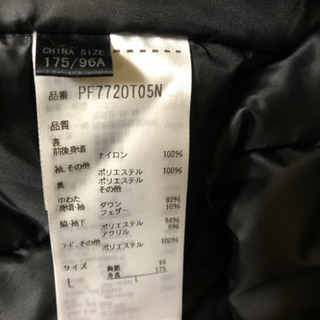 CHINA SIZE
175/96A
品番 PF7720T05N
品質
表
前後身頃 ナイロン 100%
袖、その他 ポリエステル 100%
裏 ポリエステル
その他
中わた
身頃・袖 ダウン 90%
フェザー 10%
脇、袖下 ポリエステル 94%
アクリル 6%
フード、その他 ポリエステル 100%
サイズ 胸囲 96
身長 175
L L